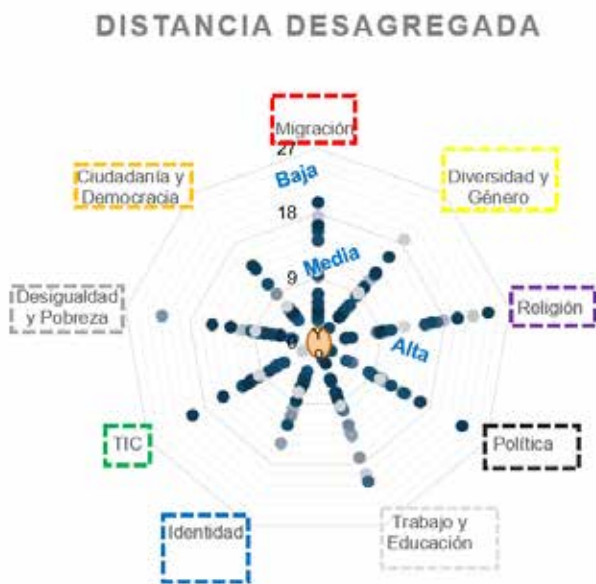 DISTANCIA DESAGREGADA
Migración
27
Ciudadanía y
Democracia
Baja
Diversidad y
Género
18
Media
9
Desigualdad
y Pobreza
Religión
Alta
TIC
Política
Identidad
Trabajo y
Educación